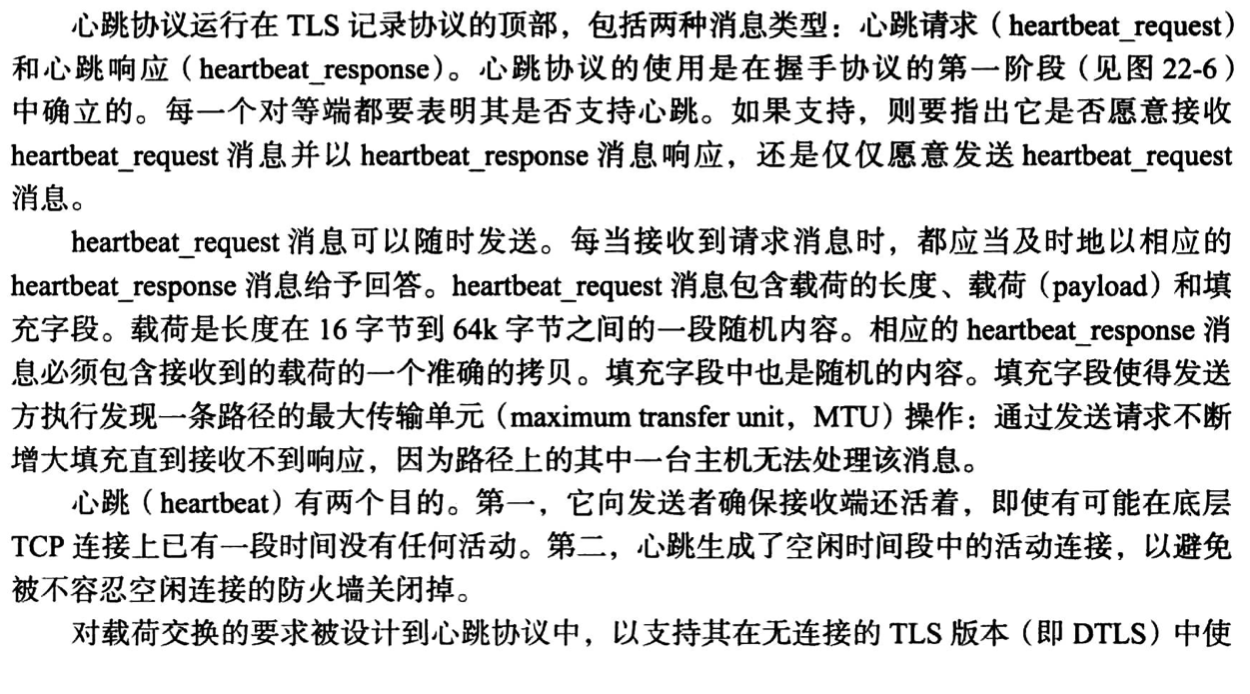 心跳协议运行在 TLS 记录协议的顶部，包括两种消息类型：心跳请求（heartbeat_request）
和心跳响应（heartbeat_response）。心跳协议的使用是在握手协议的第一阶段（见图 22-6）
中确立的。每一个对等端都要表明其是否支持心跳。如果支持，则要指出它是否愿意接收
heartbeat_request 消息并以 heartbeat_response 消息响应，还是仅仅愿意发送 heartbeat_request
消息。
heartbeat_request 消息可以随时发送。每当接收到请求消息时，都应当及时地以相应的
heartbeat_response 消息给予回答。heartbeat_request 消息包含载荷的长度、载荷（payload）和填
充字段。载荷是长度在 16 字节到 64k 字节之间的一段随机内容。相应的 heartbeat_response 消
息必须包含接收到的载荷的一个准确的拷贝。填充字段中也是随机的内容。填充字段使得发送
方执行发现一条路径的最大传输单元（maximum transfer unit，MTU）操作：通过发送请求不断
增大填充直到接收不到响应，因为路径上的其中一台主机无法处理该消息。
心跳（heartbeat）有两个目的。第一，它向发送者确保接收端还活着，即使有可能在底层
TCP 连接上已有一段时间没有任何活动。第二，心跳生成了空闲时间段中的活动连接，以避免
被不容忍空闲连接的防火墙关闭掉。
对载荷交换的要求被设计到心跳协议中，以支持其在无连接的 TLS 版本（即 DTLS）中使